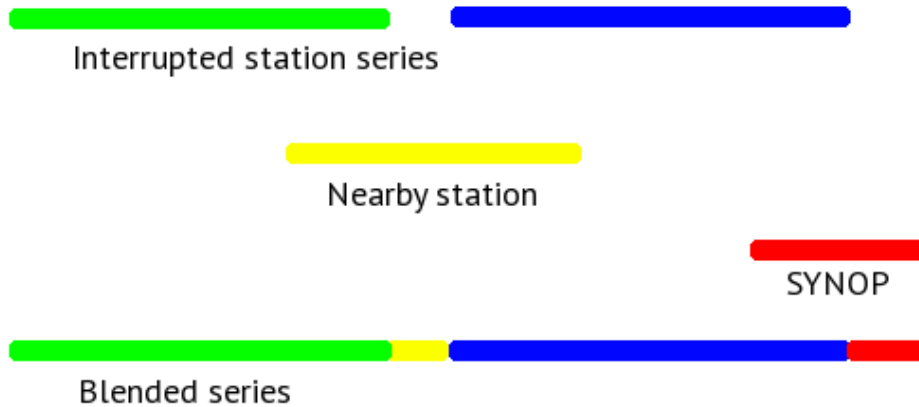 Interrupted station series
Nearby station
SYNOP
Blended series